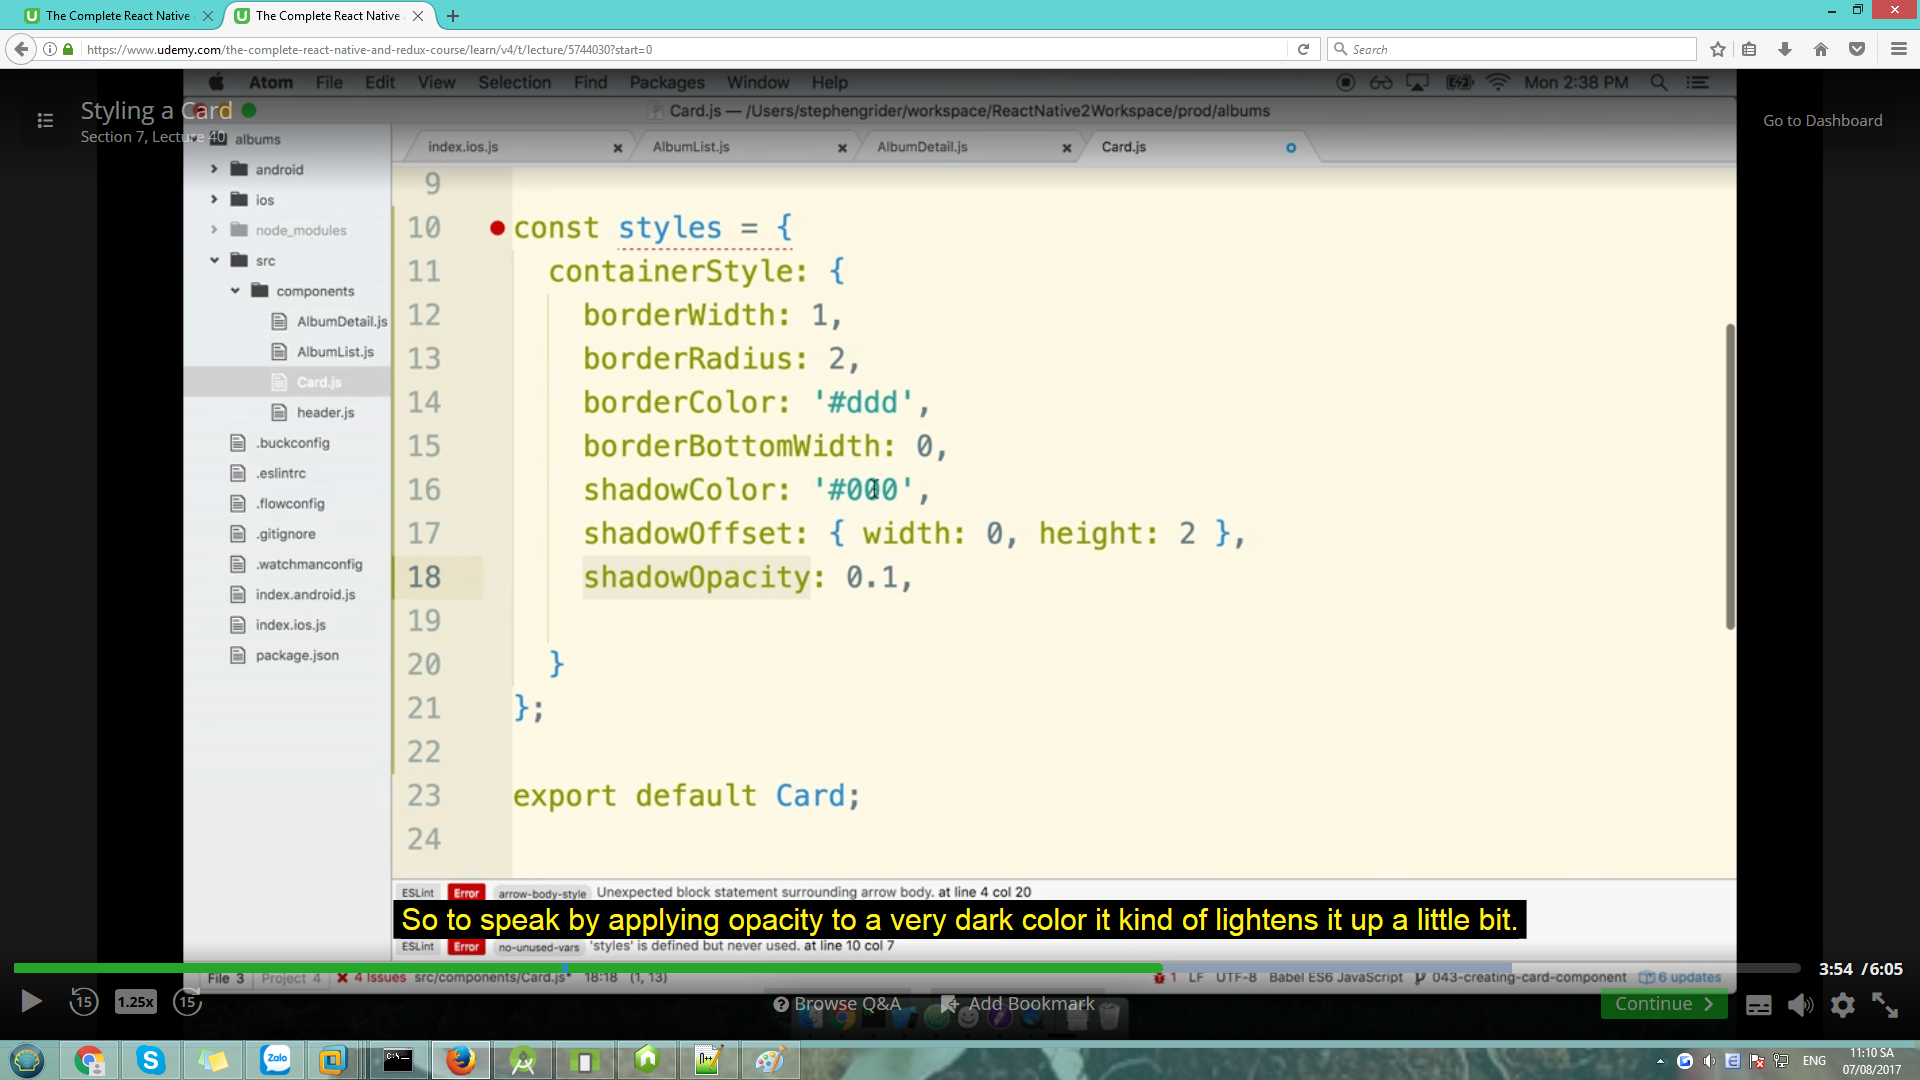 The Complete React Native
The Complete React Native
https://www.udemy.com/the-complete-react-native-and-redux-course/learn/v4/t/lecture/5744030?start=0
Search
Atom File Edit View Selection Find Packages Window Help
Mon 2:38 PM
Styling a Card
Section 7, Lecture 40
Go to Dashboard
Card.js — /Users/stephengrider/workspace/ReactNative2Workspace/prod/albums
index.ios.js
AlbumList.js
AlbumDetail.js
Card.js
albums
android
ios
node_modules
src
components
AlbumDetail.js
AlbumList.js
Card.js
header.js
.buckconfig
.eslintrc
.flowconfig
.gitignore
.watchmanconfig
index.android.js
index.ios.js
package.json
9
10 const styles = {
11 containerStyle: {
12 borderWidth: 1,
13 borderRadius: 2,
14 borderColor: '#ddd',
15 borderBottomWidth: 0,
16 shadowColor: '#000',
17 shadowOffset: { width: 0, height: 2 },
18 shadowOpacity: 0.1,
19
20 }
21 };
22
23 export default Card;
24
ESLint Error arrow-body-style Unexpected block statement surrounding arrow body. at line 4 col 20
So to speak by applying opacity to a very dark color it kind of lightens it up a little bit.
ESLint Error no-unused-vars 'styles' is defined but never used. at line 10 col 7
File 3 Project 4 4 Issues src/components/Card.js* 18:18 (1, 13)
1 LF UTF-8 Babel ES6 JavaScript 043-creating-card-component 6 updates
3:54 / 6:05
15 1.25x 15
Browse Q&A
Add Bookmark
Continue
Zalo
C:\
ENG
11:10 SA
07/08/2017